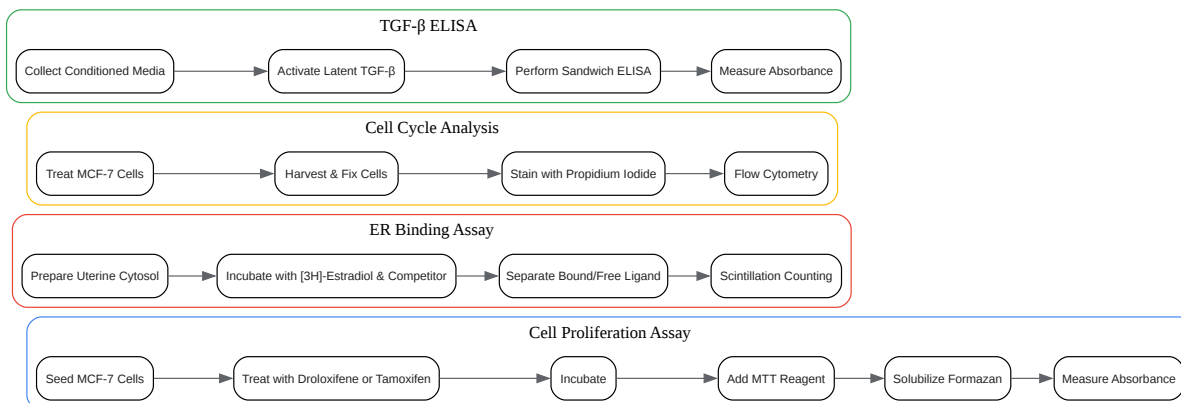 TGF-β ELISA
Collect Conditioned Media
Activate Latent TGF-β
Perform Sandwich ELISA
Measure Absorbance
Cell Cycle Analysis
Treat MCF-7 Cells
Harvest & Fix Cells
Stain with Propidium Iodide
Flow Cytometry
ER Binding Assay
Prepare Uterine Cytosol
Incubate with [3H]-Estradiol & Competitor
Separate Bound/Free Ligand
Scintillation Counting
Cell Proliferation Assay
Seed MCF-7 Cells
Treat with Droloxifene or Tamoxifen
Incubate
Add MTT Reagent
Solubilize Formazan
Measure Absorbance